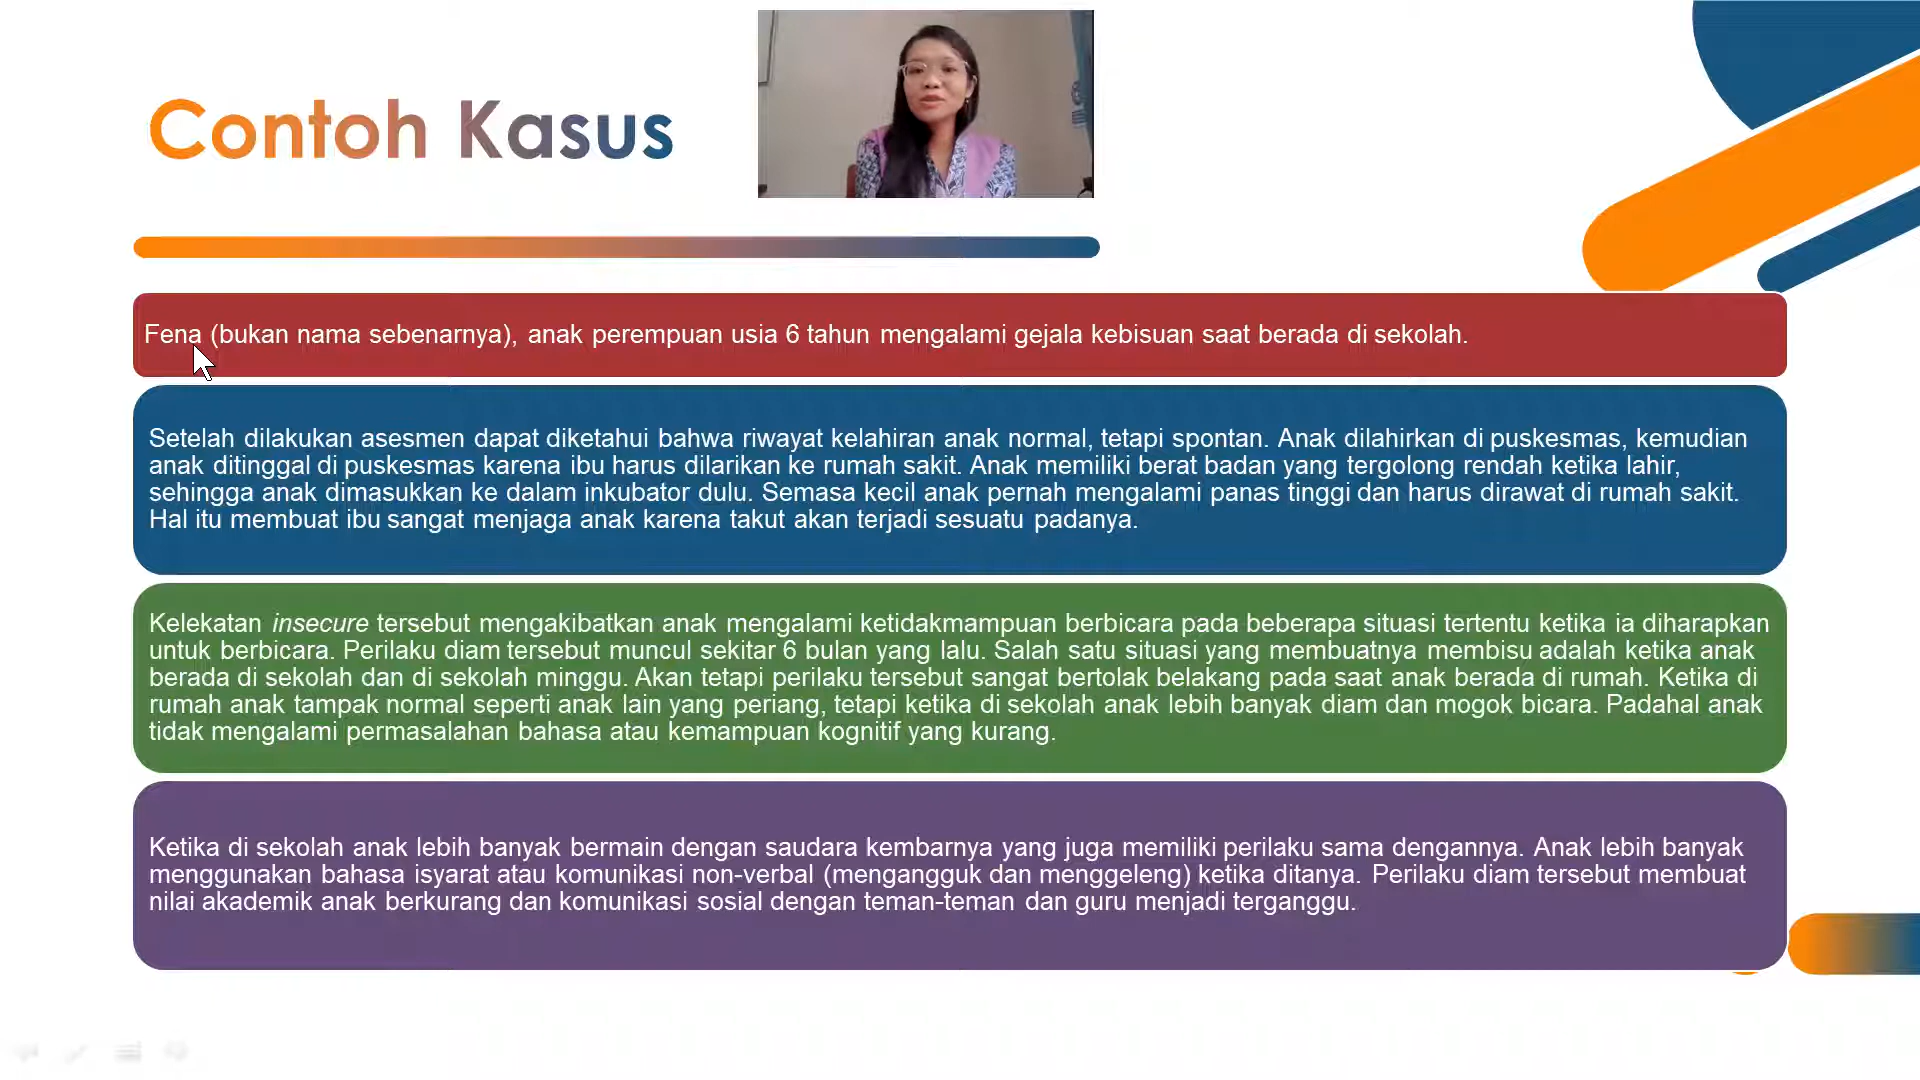 Contoh Kasus
Fena (bukan nama sebenarnya), anak perempuan usia 6 tahun mengalami gejala kebisuan saat berada di sekolah.
Setelah dilakukan asesmen dapat diketahui bahwa riwayat kelahiran anak normal, tetapi spontan. Anak dilahirkan di puskesmas, kemudian
anak ditinggal di puskesmas karena ibu harus dilarikan ke rumah sakit. Anak memiliki berat badan yang tergolong rendah ketika lahir,
sehingga anak dimasukkan ke dalam inkubator dulu. Semasa kecil anak pernah mengalami panas tinggi dan harus dirawat di rumah sakit.
Hal itu membuat ibu sangat menjaga anak karena takut akan terjadi sesuatu padanya.
Kelekatan insecure tersebut mengakibatkan anak mengalami ketidakmampuan berbicara pada beberapa situasi tertentu ketika ia diharapkan
untuk berbicara. Perilaku diam tersebut muncul sekitar 6 bulan yang lalu. Salah satu situasi yang membuatnya membisu adalah ketika anak
berada di sekolah dan di sekolah minggu. Akan tetapi perilaku tersebut sangat bertolak belakang pada saat anak berada di rumah. Ketika di
rumah anak tampak normal seperti anak lain yang periang, tetapi ketika di sekolah anak lebih banyak diam dan mogok bicara. Padahal anak
tidak mengalami permasalahan bahasa atau kemampuan kognitif yang kurang.
Ketika di sekolah anak lebih banyak bermain dengan saudara kembarnya yang juga memiliki perilaku sama dengannya. Anak lebih banyak
menggunakan bahasa isyarat atau komunikasi non-verbal (mengangguk dan menggeleng) ketika ditanya. Perilaku diam tersebut membuat
nilai akademik anak berkurang dan komunikasi sosial dengan teman-teman dan guru menjadi terganggu.